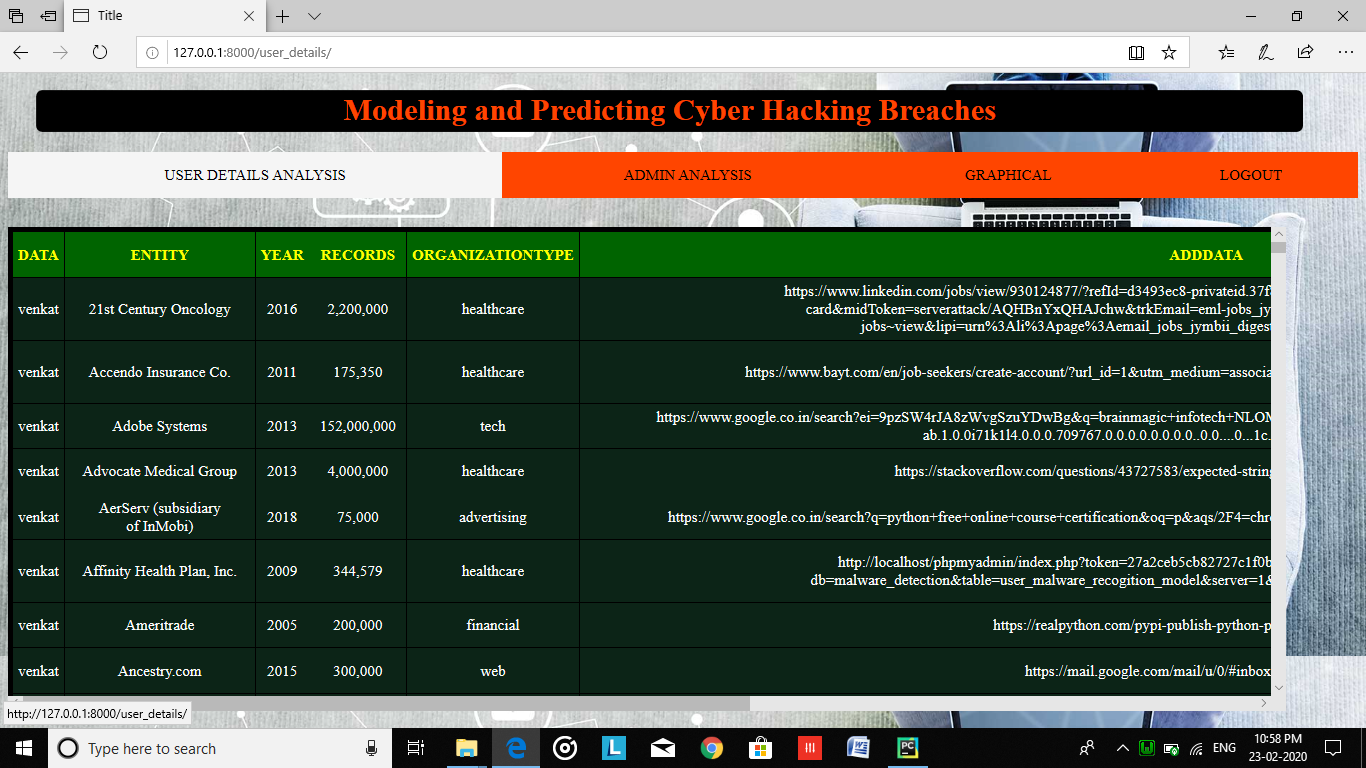 Title
127.0.0.1:8000/user_details/
Modeling and Predicting Cyber Hacking Breaches
USER DETAILS ANALYSIS ADMIN ANALYSIS GRAPHICAL LOGOUT
DATA ENTITY YEAR RECORDS ORGANIZATIONTYPE ADDDATA
https://www.linkedin.com/jobs/view/930124877/?refId=d3493ec8-privateid.37f
venkat 21st Century Oncology 2016 2,200,000 healthcare card&midToken=serverattack/AQHBnYxQHAJchw&trkEmail=eml-jobs_jy
jobs~view&lipi=urn%3Ali%3Apage%3Aemail_jobs_jymbii_digest
venkat Accendo Insurance Co. 2011 175,350 healthcare https://www.bayt.com/en/job-seekers/create-account/?url_id=1&utm_medium=associa
venkat Adobe Systems 2013 152,000,000 tech https://www.google.co.in/search?ei=9pzSW4rJA8zWvgSzuYDwBg&q=brainmagic+infotech+NLOM
ab.1.0.0i71k1l4.0.0.0.709767.0.0.0.0.0.0.0.0..0.0....0...1c.
venkat Advocate Medical Group 2013 4,000,000 healthcare https://stackoverflow.com/questions/43727583/expected-string
venkat AerServ (subsidiary 2018 75,000 advertising https://www.google.co.in/search?q=python+free+online+course+certification&oq=p&aqs/2F4=chr
of InMobi)
venkat Affinity Health Plan, Inc. 2009 344,579 healthcare http://localhost/phpmyadmin/index.php?token=27a2ceb5cb82727c1f0b
db=malware_detection&table=user_malware_recogition_model&server=1&
venkat Ameritrade 2005 200,000 financial https://realpython.com/pypi-publish-python-p
venkat Ancestry.com 2015 300,000 web https://mail.google.com/mail/u/0/#inbox
http://127.0.0.1:8000/user_details/
Type here to search
ENG
10:58 PM
23-02-2020